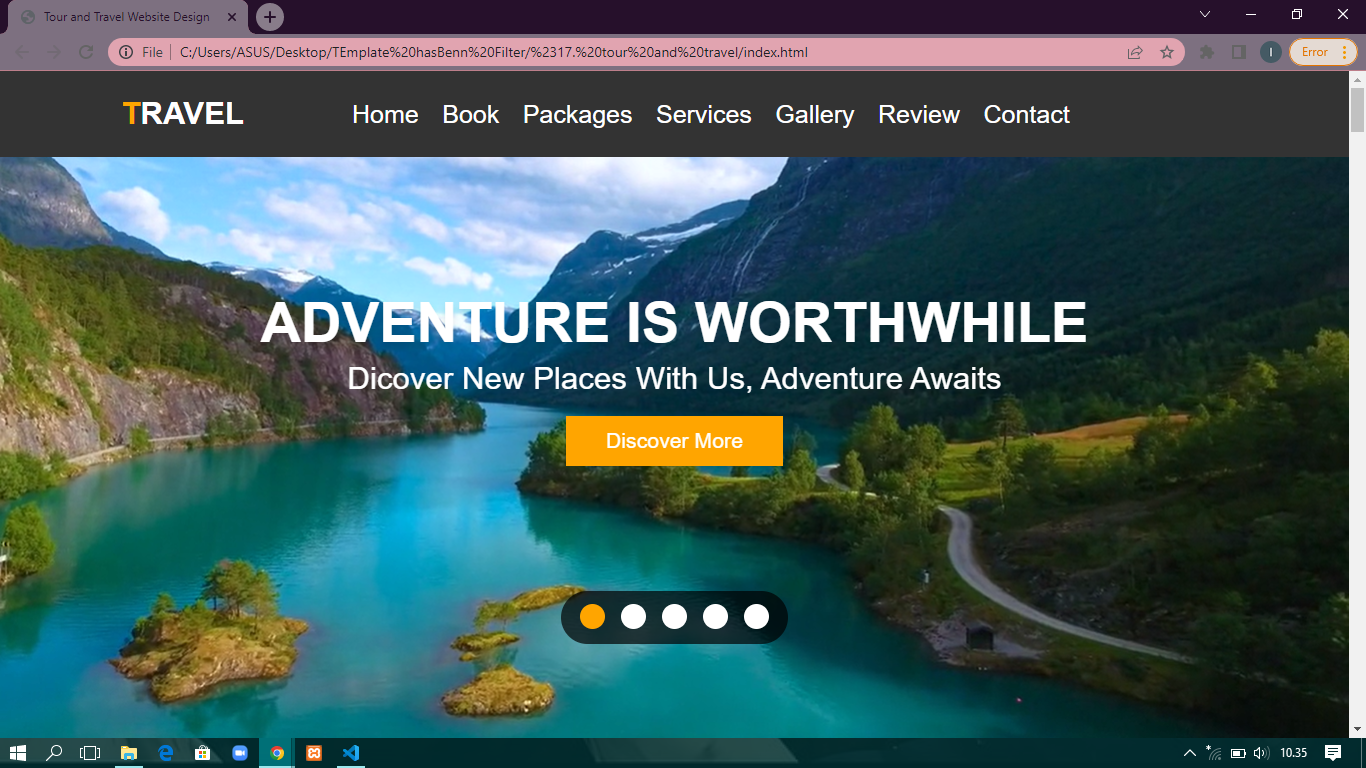 Tour and Travel Website Design
File
C:/Users/ASUS/Desktop/TEmplate%20hasBenn%20Filter/%2317.%20tour%20and%20travel/index.html
I
Error
TRAVEL
Home Book Packages Services Gallery Review Contact
ADVENTURE IS WORTHWHILE
Dicover New Places With Us, Adventure Awaits
Discover More
10.35